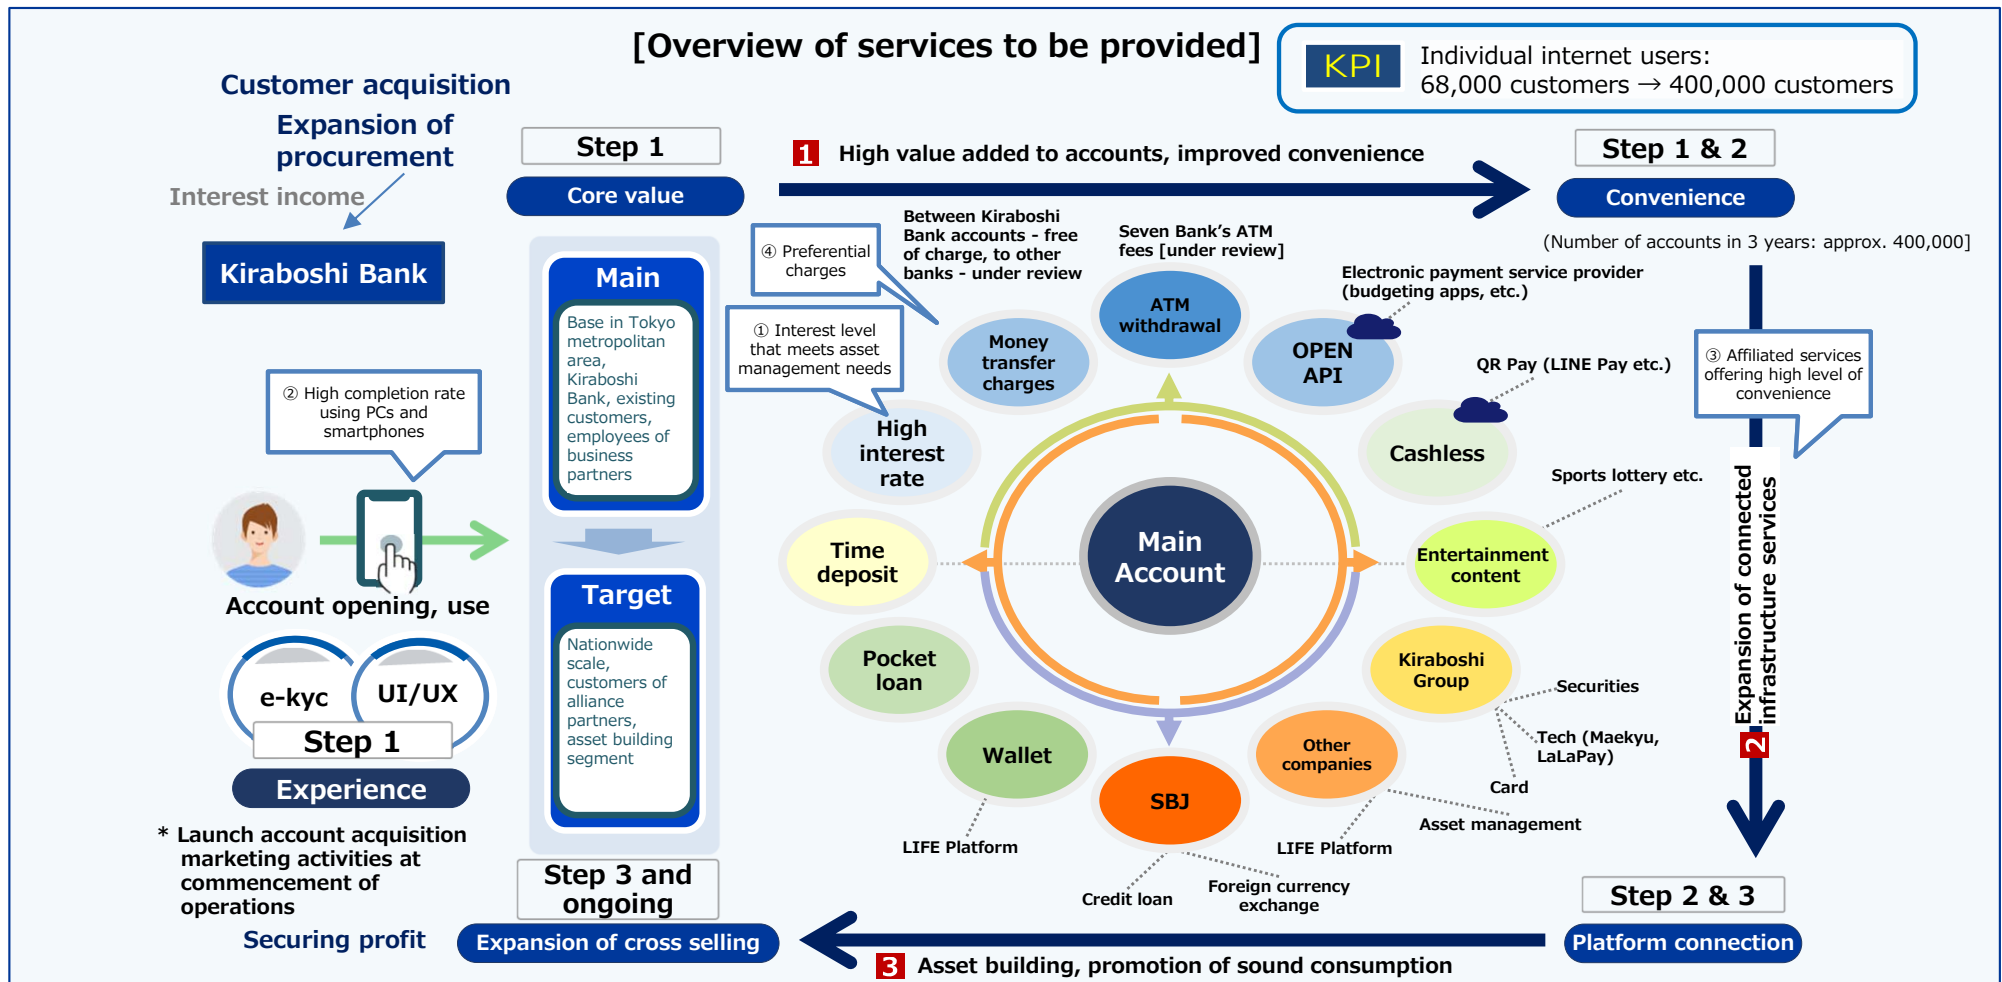 [Overview of services to be provided]
KPI
Individual internet users:
68,000 customers → 400,000 customers
Customer acquisition
Expansion of
procurement
Interest income
Kiraboshi Bank
Step 1
Core value
1 High value added to accounts, improved convenience
Step 1 & 2
Convenience
(Number of accounts in 3 years: approx. 400,000]
④ Preferential
charges
Between Kiraboshi
Bank accounts - free
of charge, to other
banks - under review
Seven Bank's ATM
fees [under review]
Electronic payment service provider
(budgeting apps, etc.)
① Interest level
that meets asset
management needs
② High completion rate
using PCs and
smartphones
③ Affiliated services
offering high level of
convenience
Main
Base in Tokyo
metropolitan
area,
Kiraboshi
Bank, existing
customers,
employees of
business
partners
Target
Nationwide
scale,
customers of
alliance
partners,
asset building
segment
Money
transfer
charges
ATM
withdrawal
OPEN
API
QR Pay (LINE Pay etc.)
High
interest
rate
Cashless
Sports lottery etc.
Time
deposit
Main
Account
Entertainment
content
Pocket
loan
Kiraboshi
Group
Securities
Tech (Maekyu,
LaLaPay)
Card
Wallet
SBJ
Other
companies
Asset management
LIFE Platform
LIFE Platform
Credit loan
Foreign currency
exchange
2 Expansion of connected
infrastructure services
Account opening, use
e-kyc
UI/UX
Step 1
Experience
* Launch account acquisition
marketing activities at
commencement of
operations
Securing profit
Step 3 and
ongoing
Expansion of cross selling
3 Asset building, promotion of sound consumption
Step 2 & 3
Platform connection